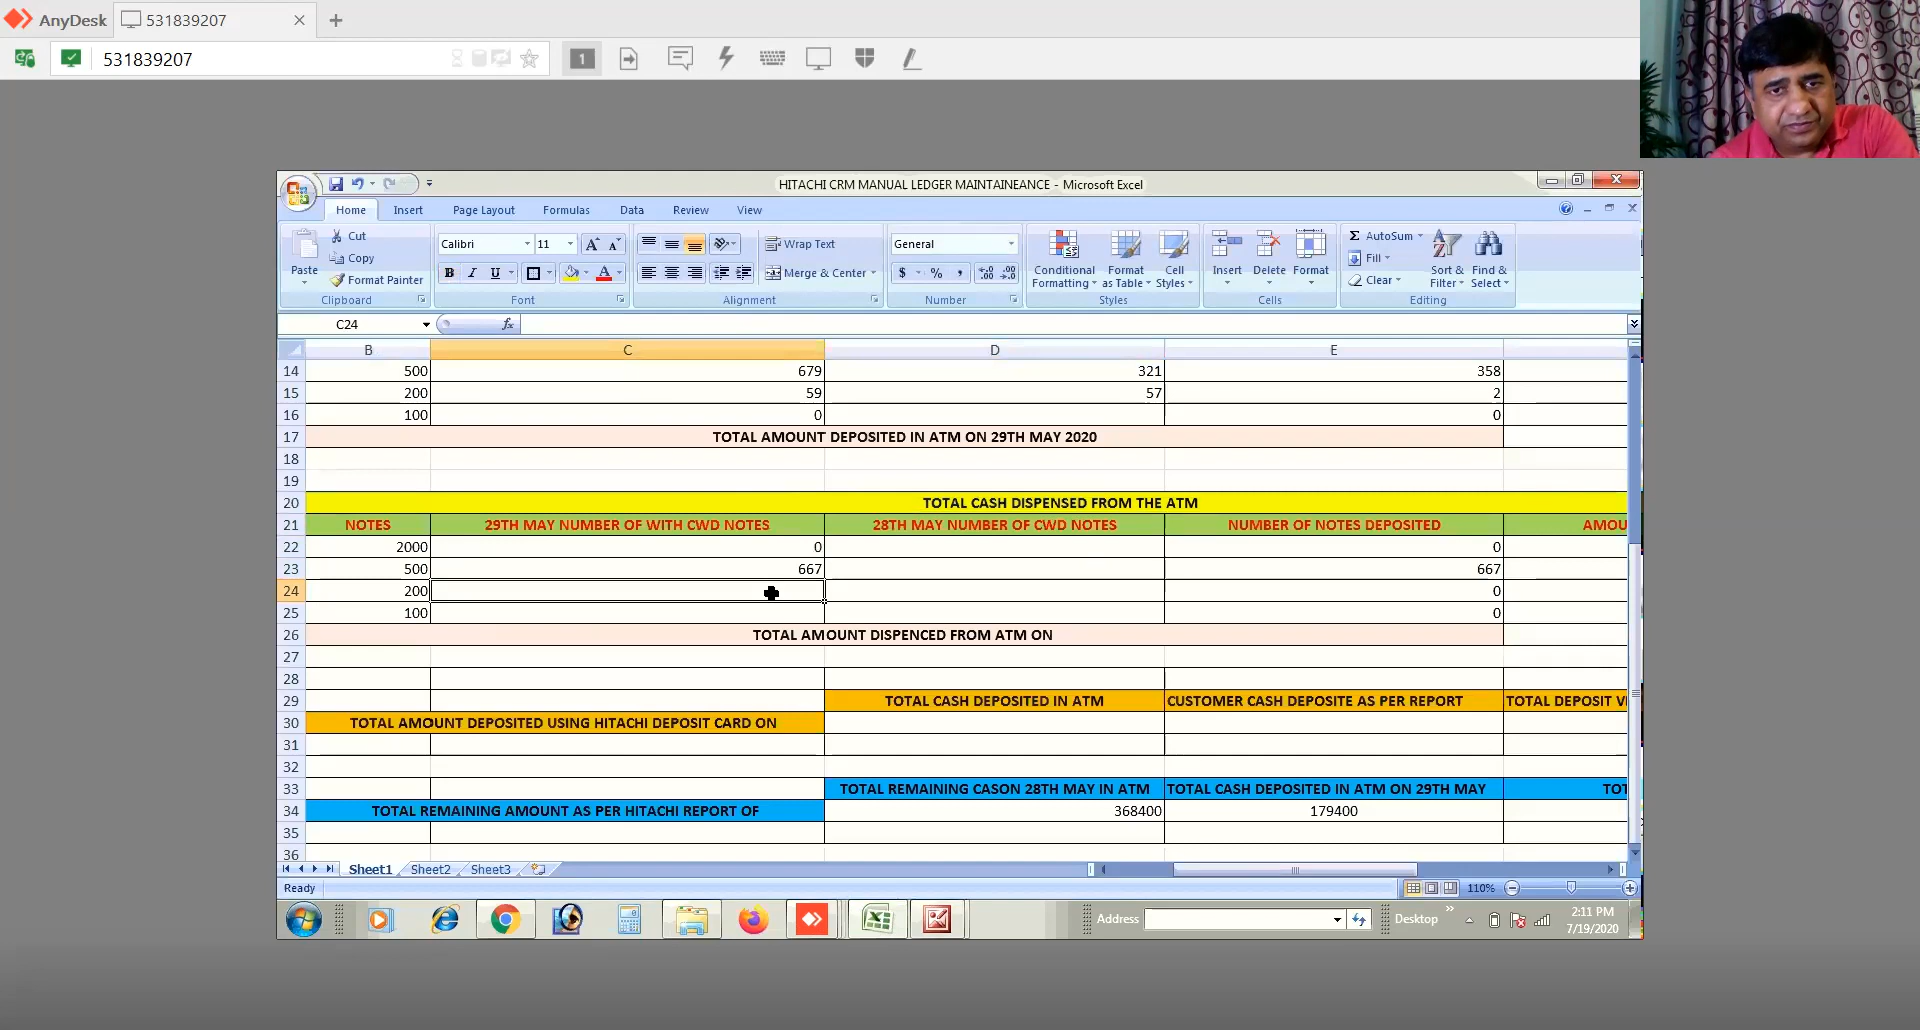 AnyDesk 531839207
531839207
1
HITACHI CRM MANUAL LEDGER MAINTAINEANCE - Microsoft Excel
Home Insert Page Layout Formulas Data Review View
Paste Cut Copy Format Painter
Calibri 11 B I U
Wrap Text Merge & Center
General $ % ,
Conditional Formatting Format as Table Cell Styles
Insert Delete Format
Σ AutoSum Fill Clear Sort & Filter Find & Select
Clipboard Font Alignment Number Styles Cells Editing
C24 fx
B C D E
14 500 679 321 358
15 200 59 57 2
16 100 0 0
17 TOTAL AMOUNT DEPOSITED IN ATM ON 29TH MAY 2020
18
19
20 TOTAL CASH DISPENSED FROM THE ATM
21 NOTES 29TH MAY NUMBER OF WITH CWD NOTES 28TH MAY NUMBER OF CWD NOTES NUMBER OF NOTES DEPOSITED AMOU
22 2000 0 0
23 500 667 667
24 200 0
25 100 0
26 TOTAL AMOUNT DISPENCED FROM ATM ON
27
28
29 TOTAL CASH DEPOSITED IN ATM CUSTOMER CASH DEPOSITE AS PER REPORT TOTAL DEPOSIT VI
30 TOTAL AMOUNT DEPOSITED USING HITACHI DEPOSIT CARD ON
31
32
33 TOTAL REMAINING CASON 28TH MAY IN ATM TOTAL CASH DEPOSITED IN ATM ON 29TH MAY TOT
34 TOTAL REMAINING AMOUNT AS PER HITACHI REPORT OF 368400 179400
35
36
Sheet1 Sheet2 Sheet3
Ready 110%
Address Desktop 2:11 PM
7/19/2020